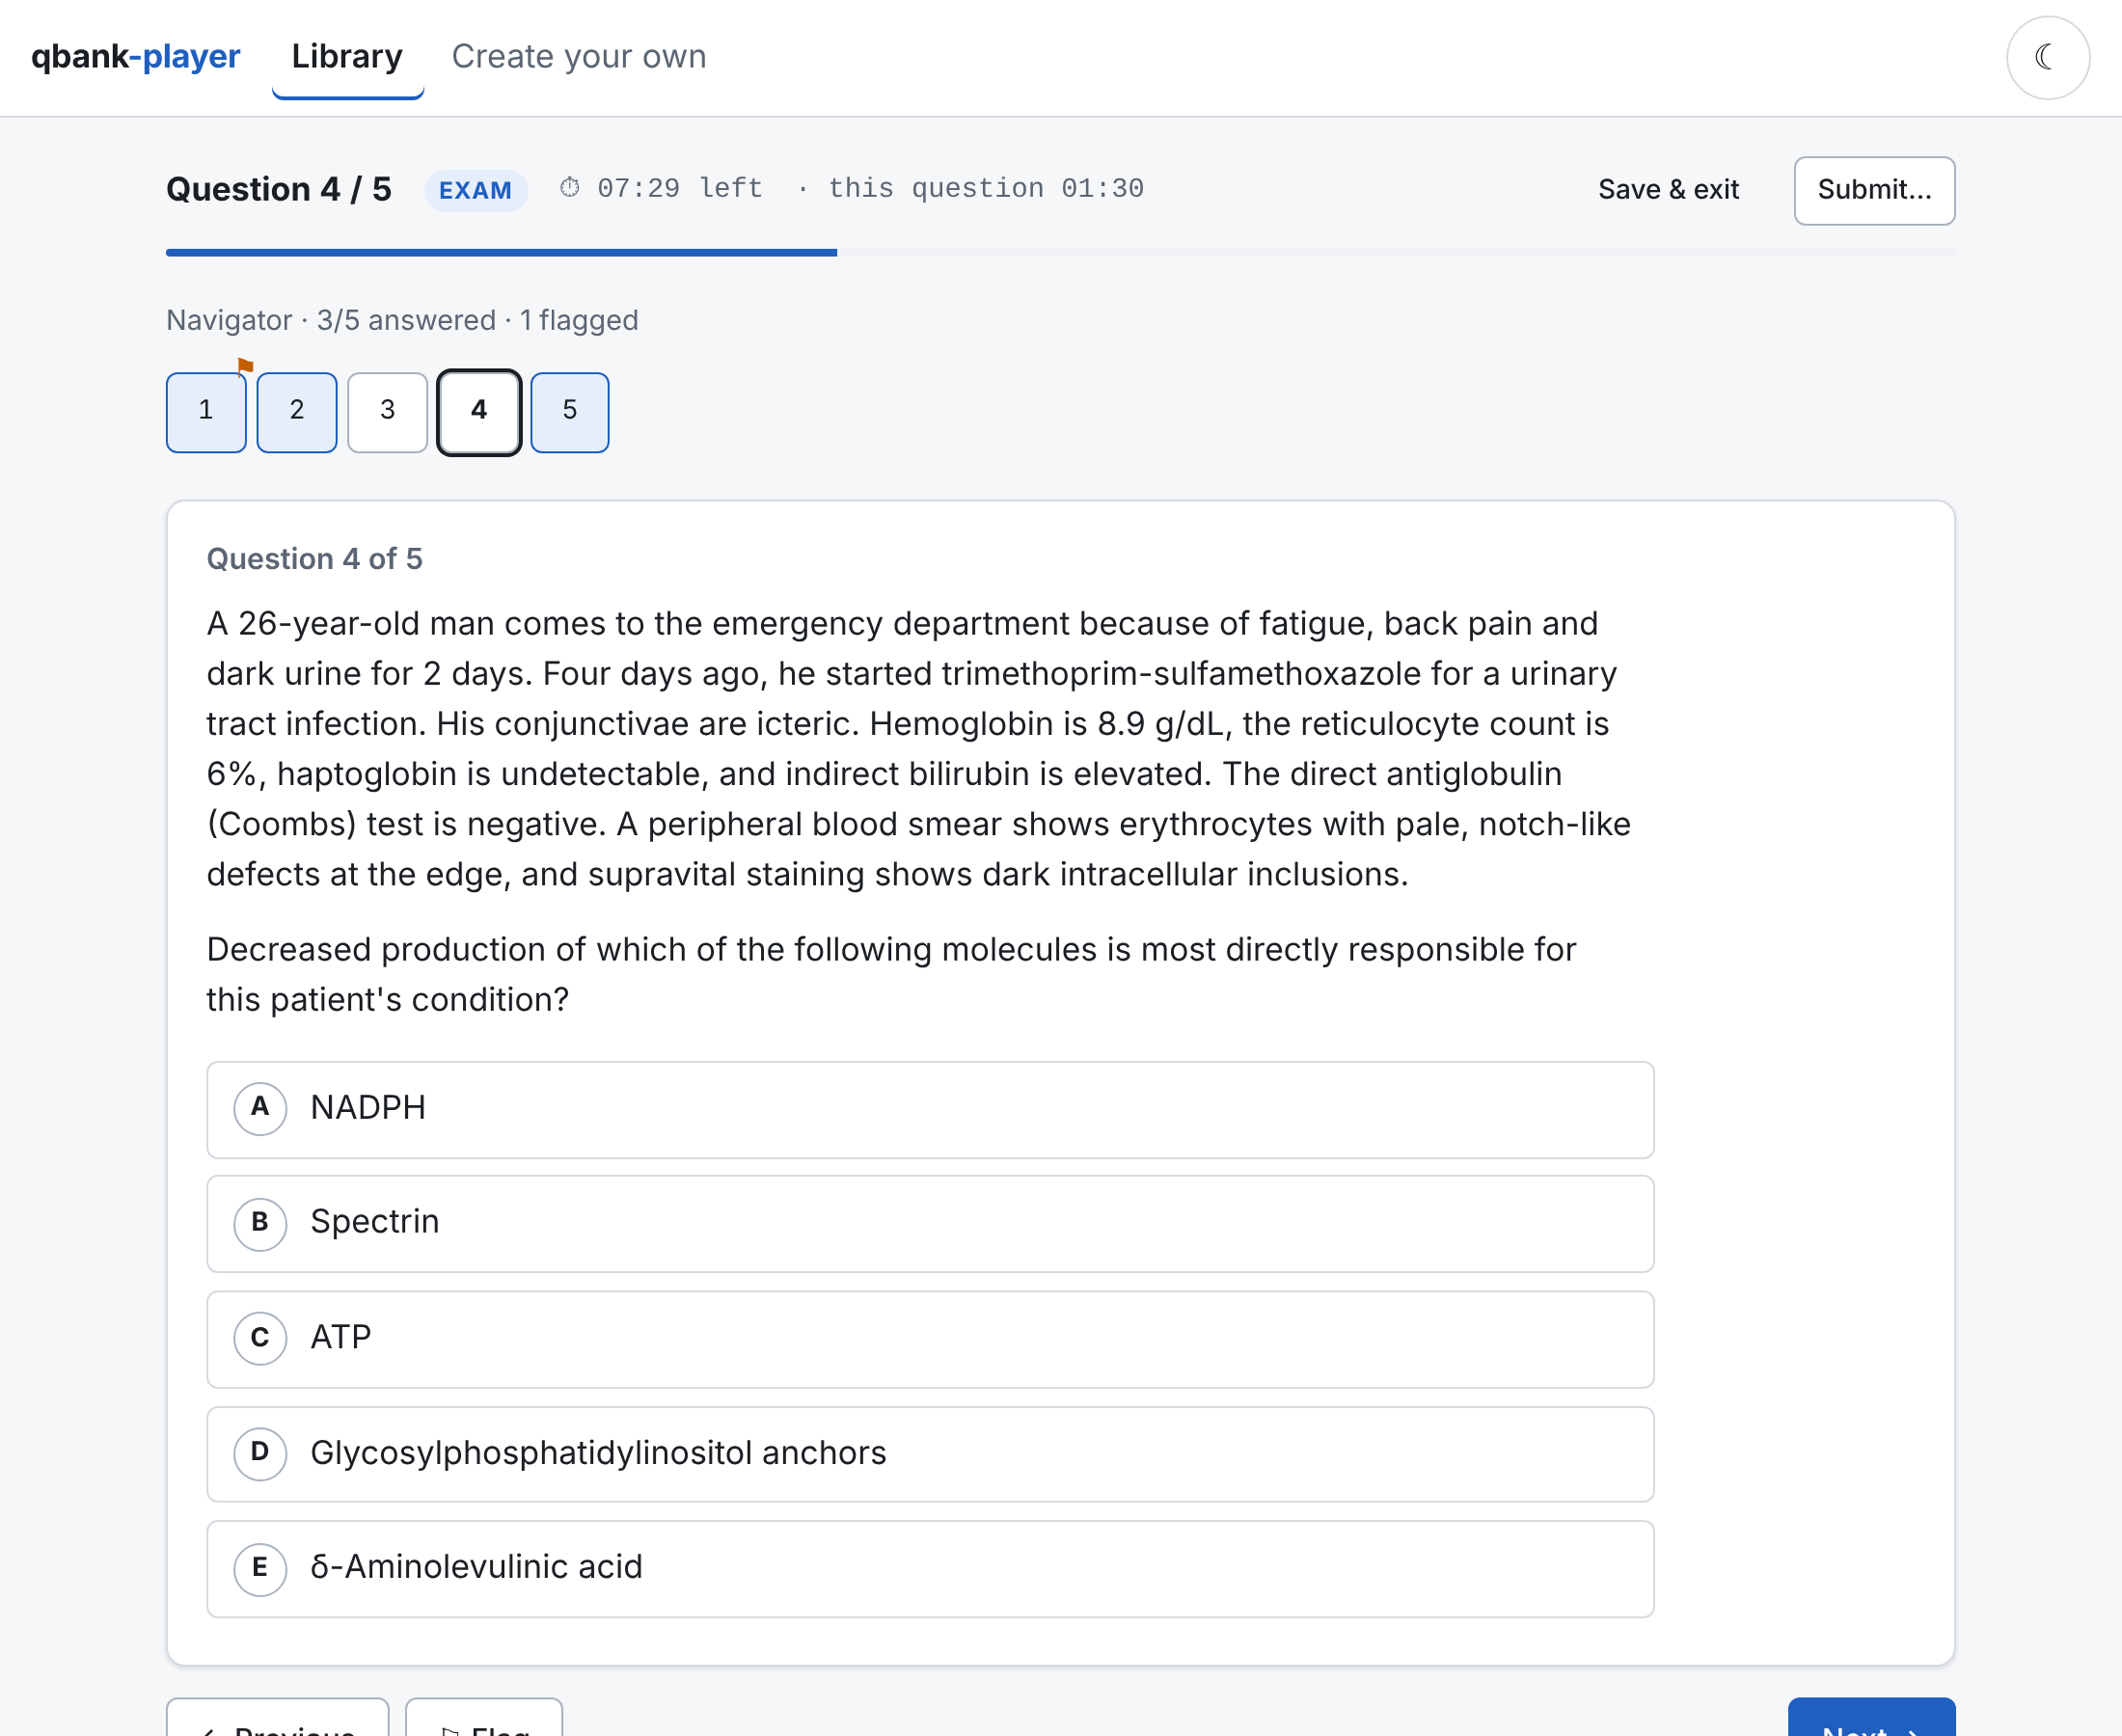 qbank-player Library Create your own
Question 4 / 5 EXAM 07:29 left · this question 01:30 Save & exit Submit...
Navigator · 3/5 answered · 1 flagged
1 2 3 4 5
Question 4 of 5
A 26-year-old man comes to the emergency department because of fatigue, back pain and
dark urine for 2 days. Four days ago, he started trimethoprim-sulfamethoxazole for a urinary
tract infection. His conjunctivae are icteric. Hemoglobin is 8.9 g/dL, the reticulocyte count is
6%, haptoglobin is undetectable, and indirect bilirubin is elevated. The direct antiglobulin
(Coombs) test is negative. A peripheral blood smear shows erythrocytes with pale, notch-like
defects at the edge, and supravital staining shows dark intracellular inclusions.
Decreased production of which of the following molecules is most directly responsible for
this patient's condition?
A NADPH
B Spectrin
C ATP
D Glycosylphosphatidylinositol anchors
E δ-Aminolevulinic acid
Previous Flag Next